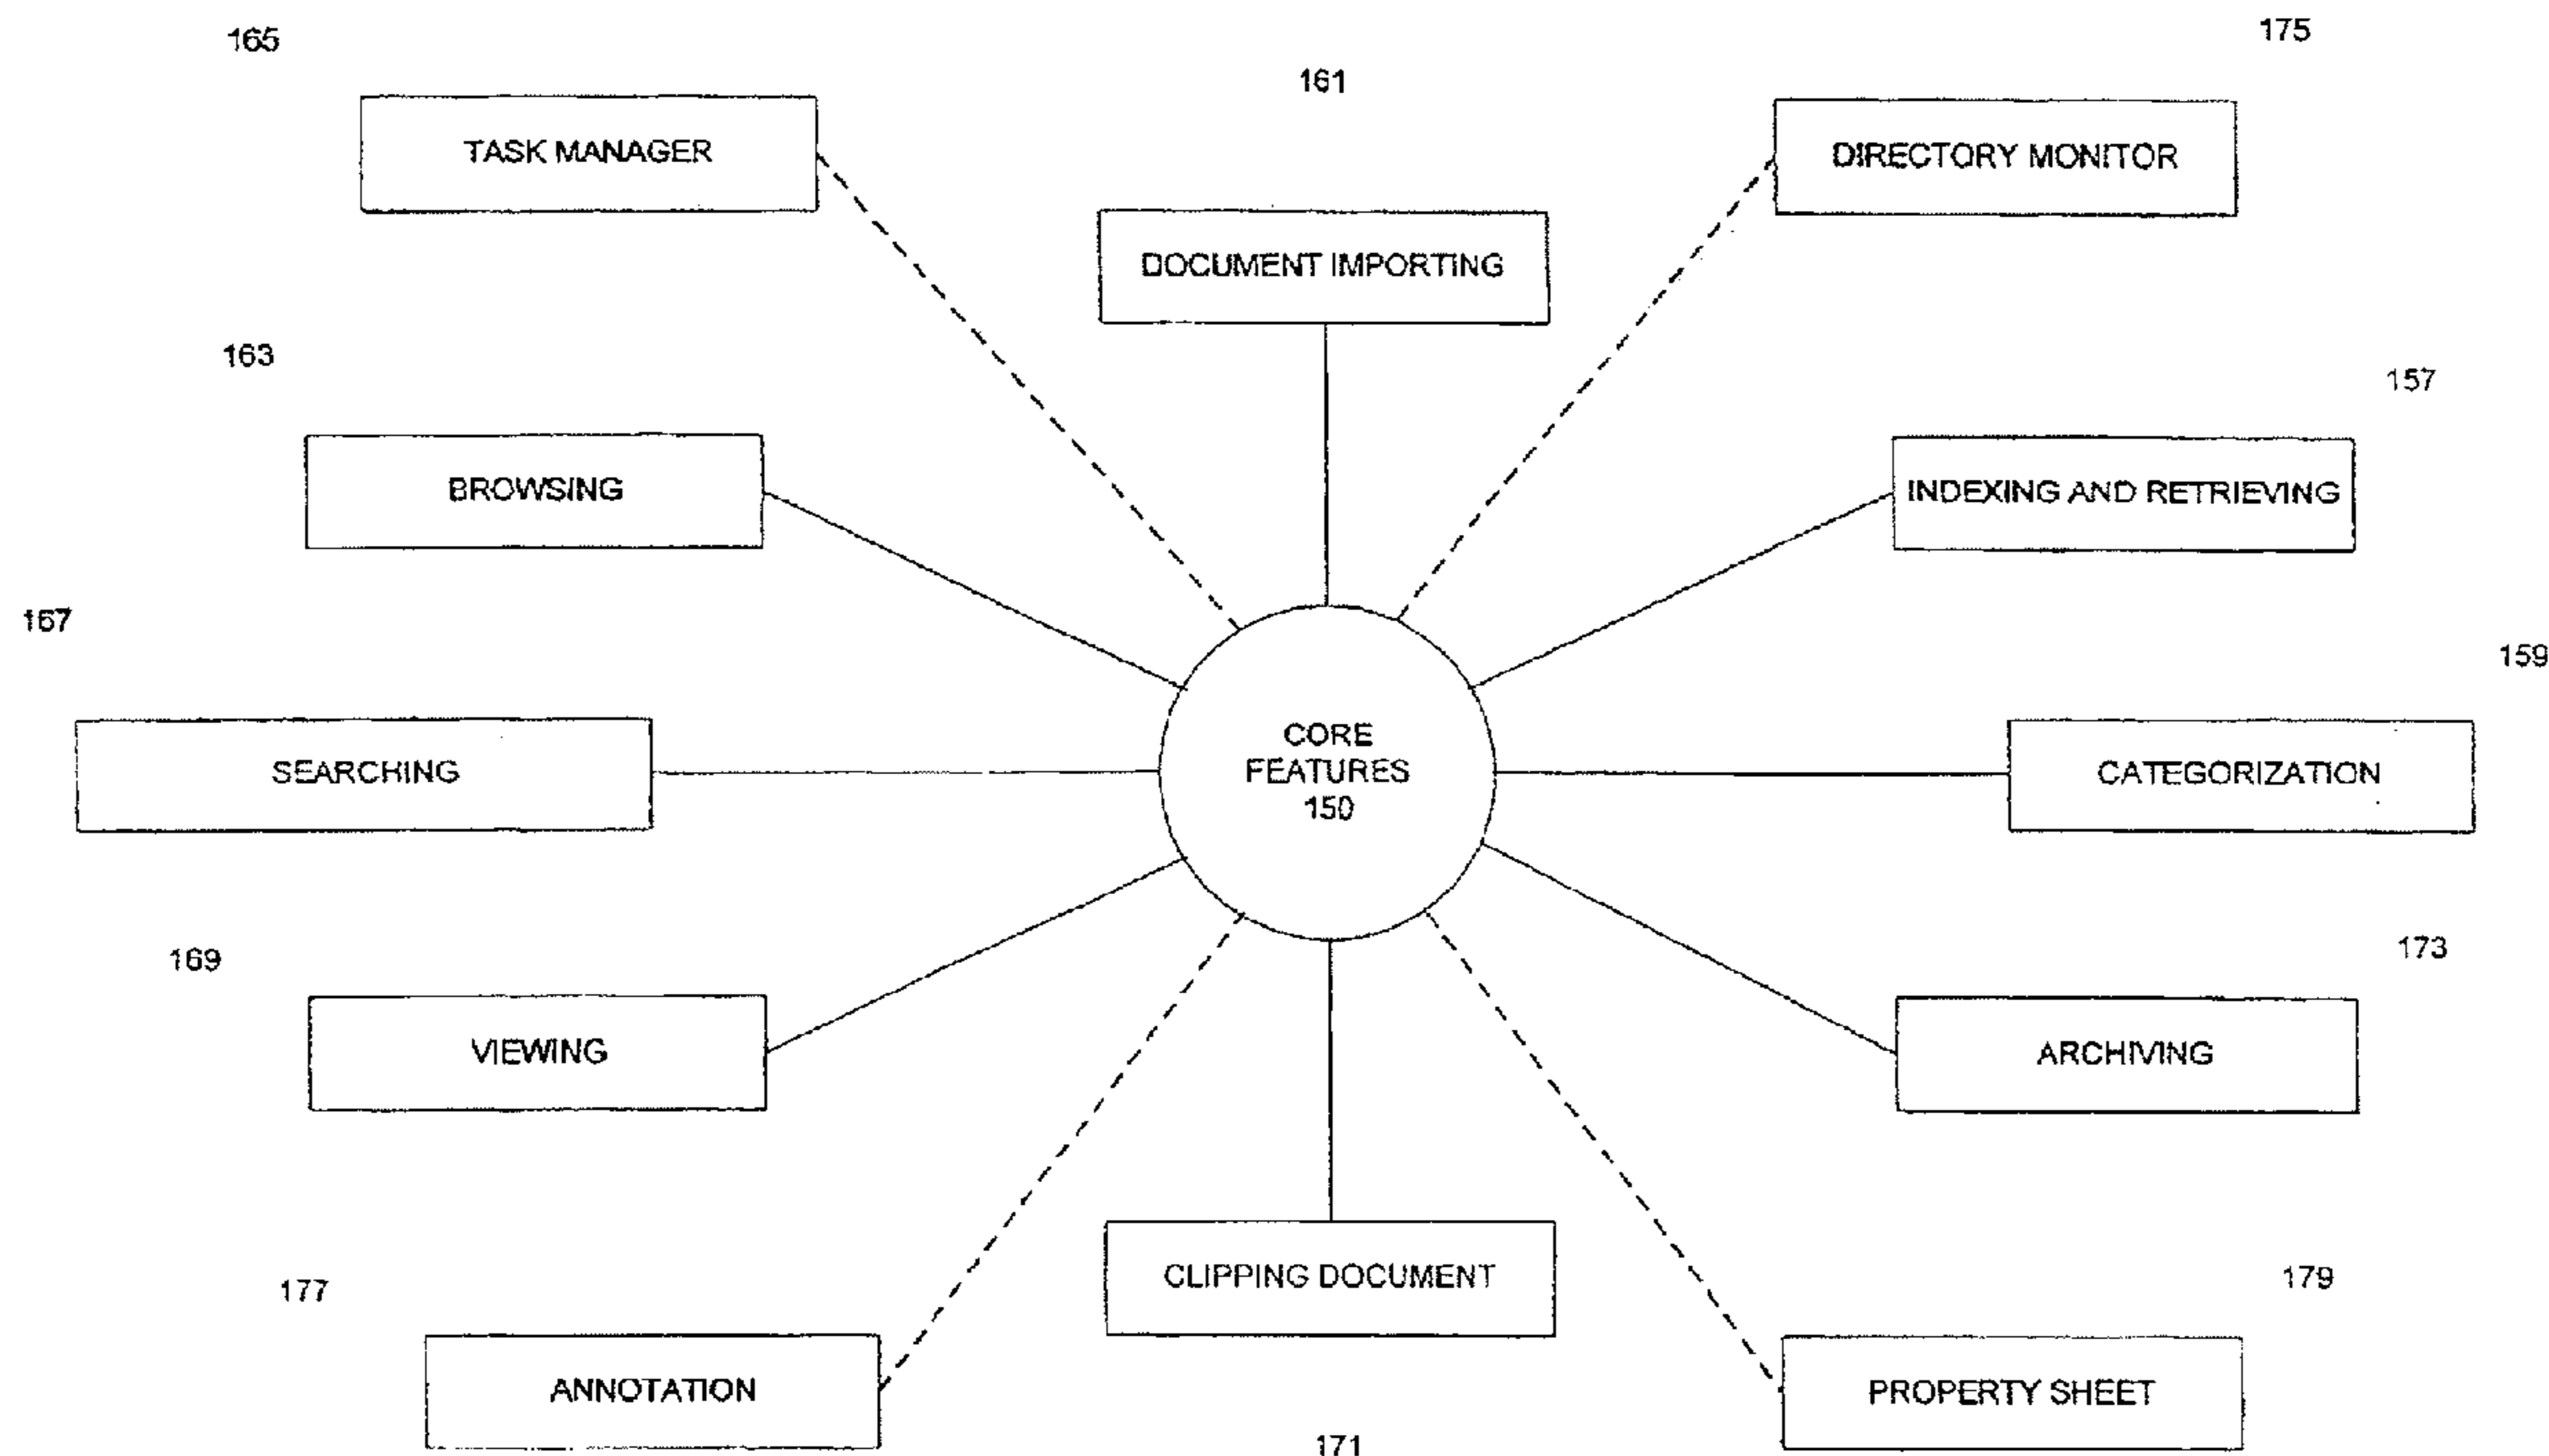 165
175
161
TASK MANAGER
DIRECTORY MONITOR
DOCUMENT IMPORTING
163
157
BROWSING
INDEXING AND RETRIEVING
167
159
CORE
FEATURES
150
SEARCHING
CATEGORIZATION
169
173
VIEWING
ARCHIVING
177
CLIPPING DOCUMENT
179
ANNOTATION
PROPERTY SHEET
171